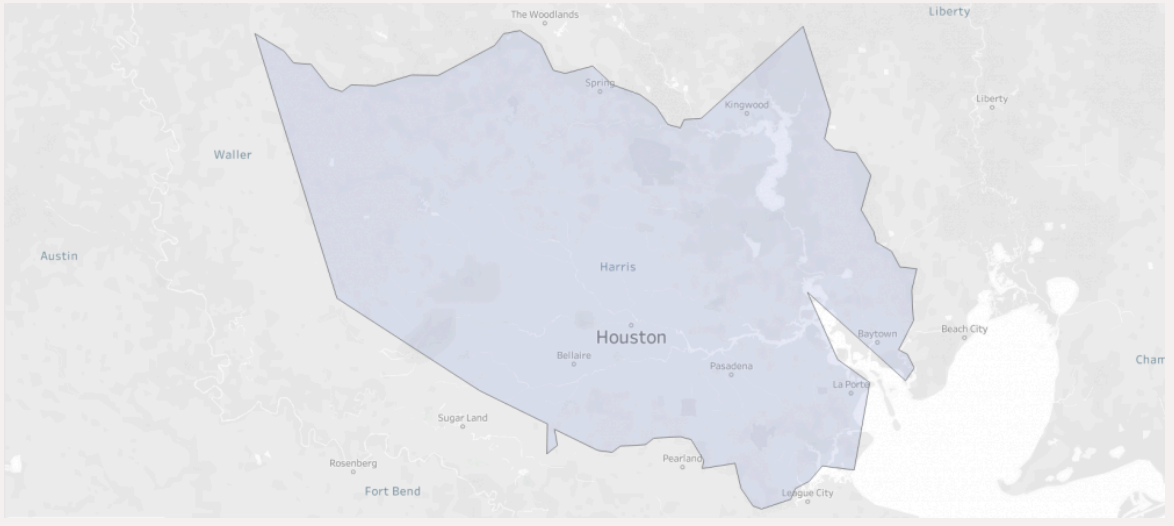 The Woodlands
Liberty
Spring
Kingwood
Liberty
Waller
Austin
Harris
Houston
Baytown
Beach City
Bellaire
Pasadena
Cham
La Porte
Sugar Land
Rosenberg
Pearland
Fort Bend
League City